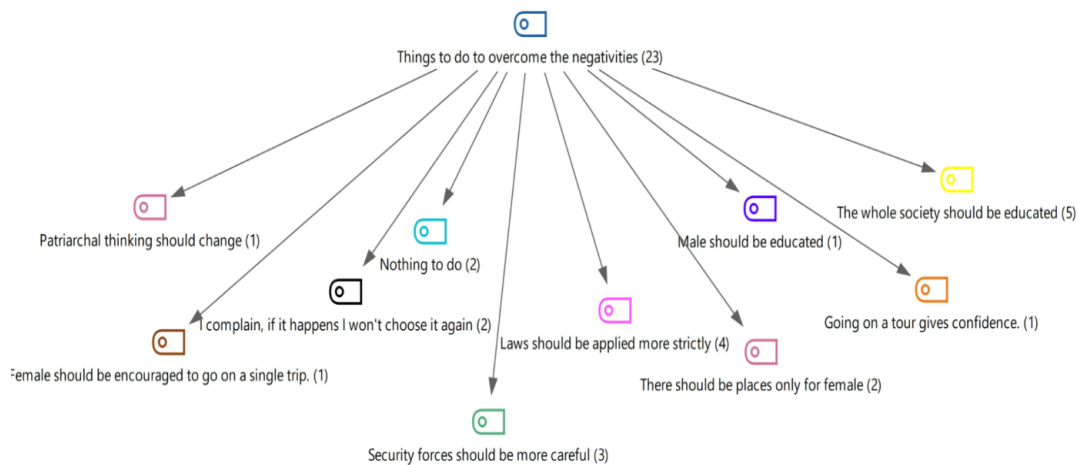 Things to do to overcome the negativities (23)
The whole society should be educated (5)
Patriarchal thinking should change (1)
Male should be educated (1)
Nothing to do (2)
I complain, if it happens I won't choose it again (2)
Going on a tour gives confidence. (1)
Laws should be applied more strictly (4)
Female should be encouraged to go on a single trip. (1)
There should be places only for female (2)
Security forces should be more careful (3)